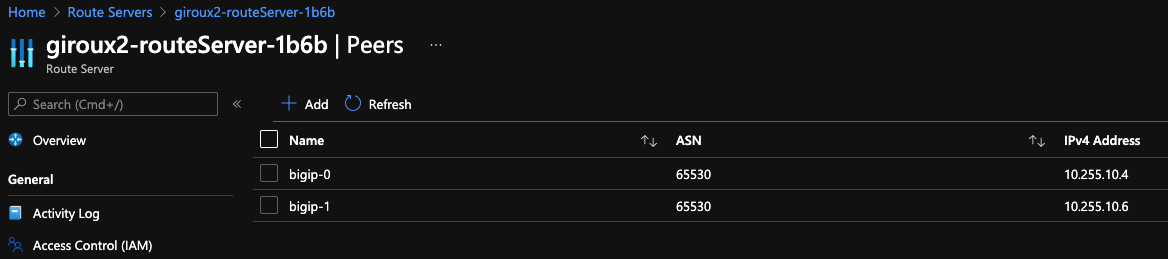 Home > Route Servers > giroux2-routeServer-1b6b
giroux2-routeServer-1b6b | Peers ...
Route Server
Search (Cmd+/) «
+ Add Refresh
Overview
Name ASN IPv4 Address
bigip-0 65530 10.255.10.4
General
bigip-1 65530 10.255.10.6
Activity Log
Access Control (IAM)